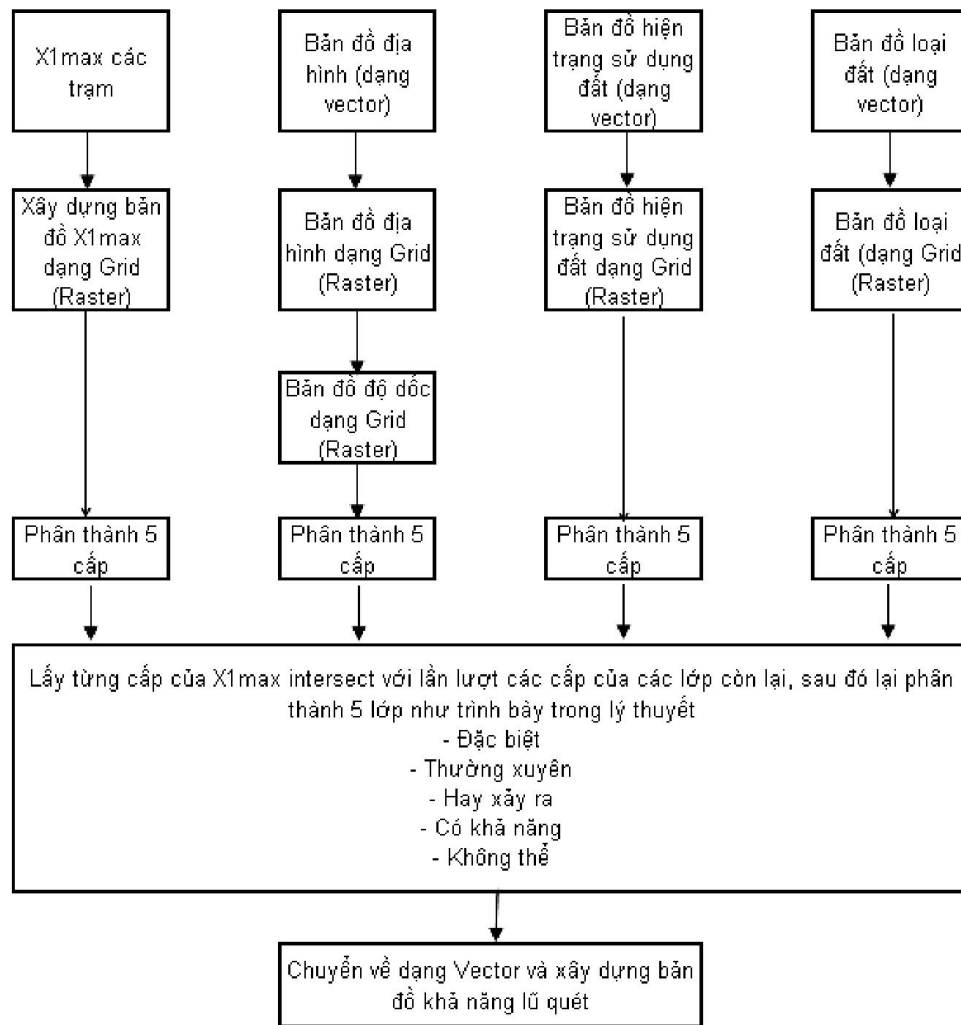 X1max các
trạm
Bản đồ địa
hình (dạng
vector)
Bản đồ hiện
trạng sử dụng
đất (dạng
vector)
Bản đồ loại
đất (dạng
vector)
Xây dựng bản
đồ X1max
dạng Grid
(Raster)
Bản đồ địa
hình dạng Grid
(Raster)
Bản đồ hiện
trạng sử dụng
đất dạng Grid
(Raster)
Bản đồ loại
đất (dạng Grid
(Raster)
Bản đồ độ dốc
dạng Grid
(Raster)
Phân thành 5
cấp
Phân thành 5
cấp
Phân thành 5
cấp
Phân thành 5
cấp
Lấy từng cấp của X1max intersect với lần lượt các cấp của các lớp còn lại, sau đó lại phân
thành 5 lớp như trình bày trong lý thuyết
- Đặc biệt
- Thường xuyên
- Hay xảy ra
- Có khả năng
- Không thể
Chuyển về dạng Vector và xây dựng bản
đồ khả năng lũ quét